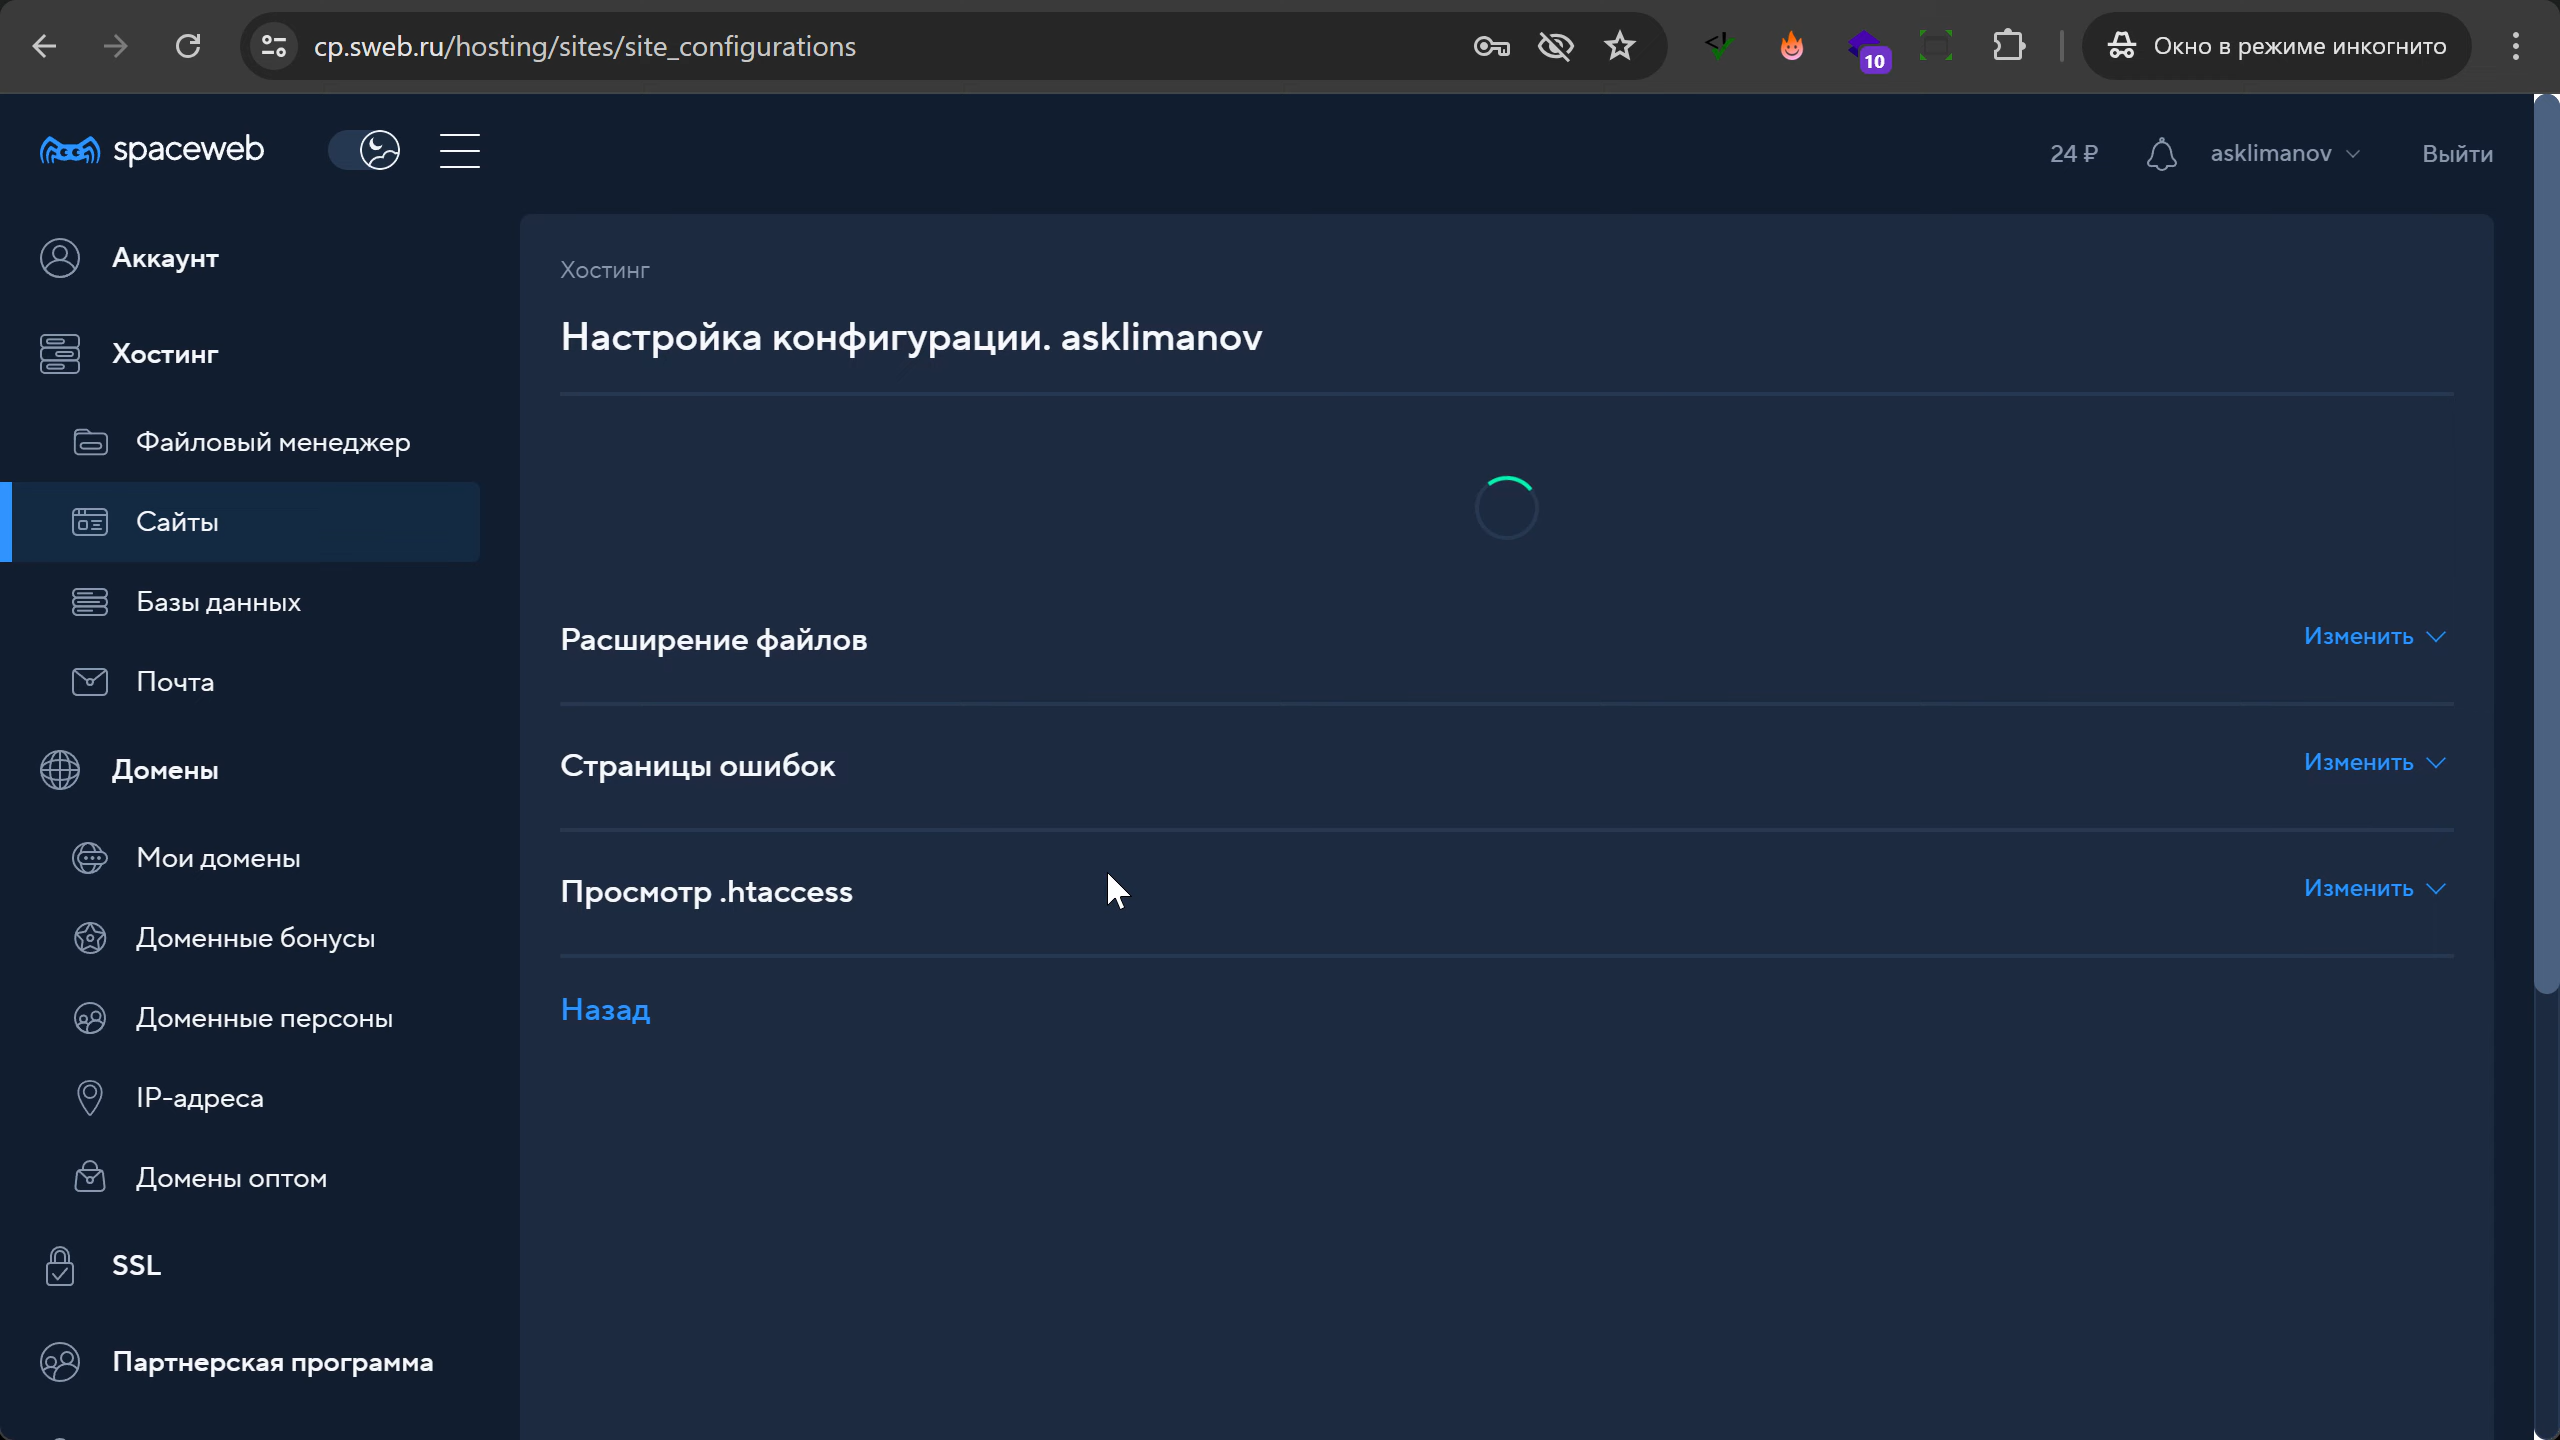 cp.sweb.ru/hosting/sites/site_configurations
10
Окно в режиме инкогнито
spaceweb
24 ₽
asklimanov
Выйти
Аккаунт
Хостинг
Файловый менеджер
Сайты
Базы данных
Почта
Домены
Мои домены
Доменные бонусы
Доменные персоны
IP-адреса
Домены оптом
SSL
Партнерская программа
Хостинг
Настройка конфигурации. asklimanov
Расширение файлов
Изменить
Страницы ошибок
Изменить
Просмотр .htaccess
Изменить
Назад